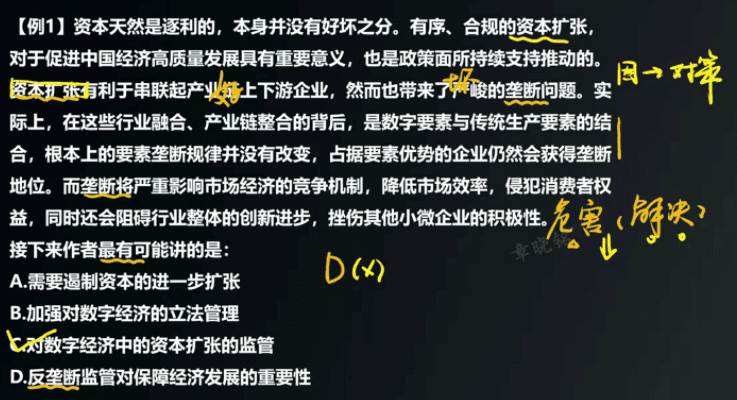 【例1】资本天然是逐利的，本身并没有好坏之分。有序、合规的资本扩张，
对于促进中国经济高质量发展具有重要意义，也是政策面所持续支持推动的。
资本扩张有利于串联起产业链上下游企业，然而也带来了严峻的垄断问题。实
际上，在这些行业融合、产业链整合的背后，是数字要素与传统生产要素的结
合，根本上的要素垄断规律并没有改变，占据要素优势的企业仍然会获得垄断
地位。而垄断将严重影响市场经济的竞争机制，降低市场效率，侵犯消费者权
益，同时还会阻碍行业整体的创新进步，挫伤其他小微企业的积极性。
接下来作者最有可能讲的是：
A.需要遏制资本的进一步扩张
B.加强对数字经济的立法管理
C.对数字经济中的资本扩张的监管
D.反垄断监管对保障经济发展的重要性
好
坏
因→对策
危害（解决）
D(x)